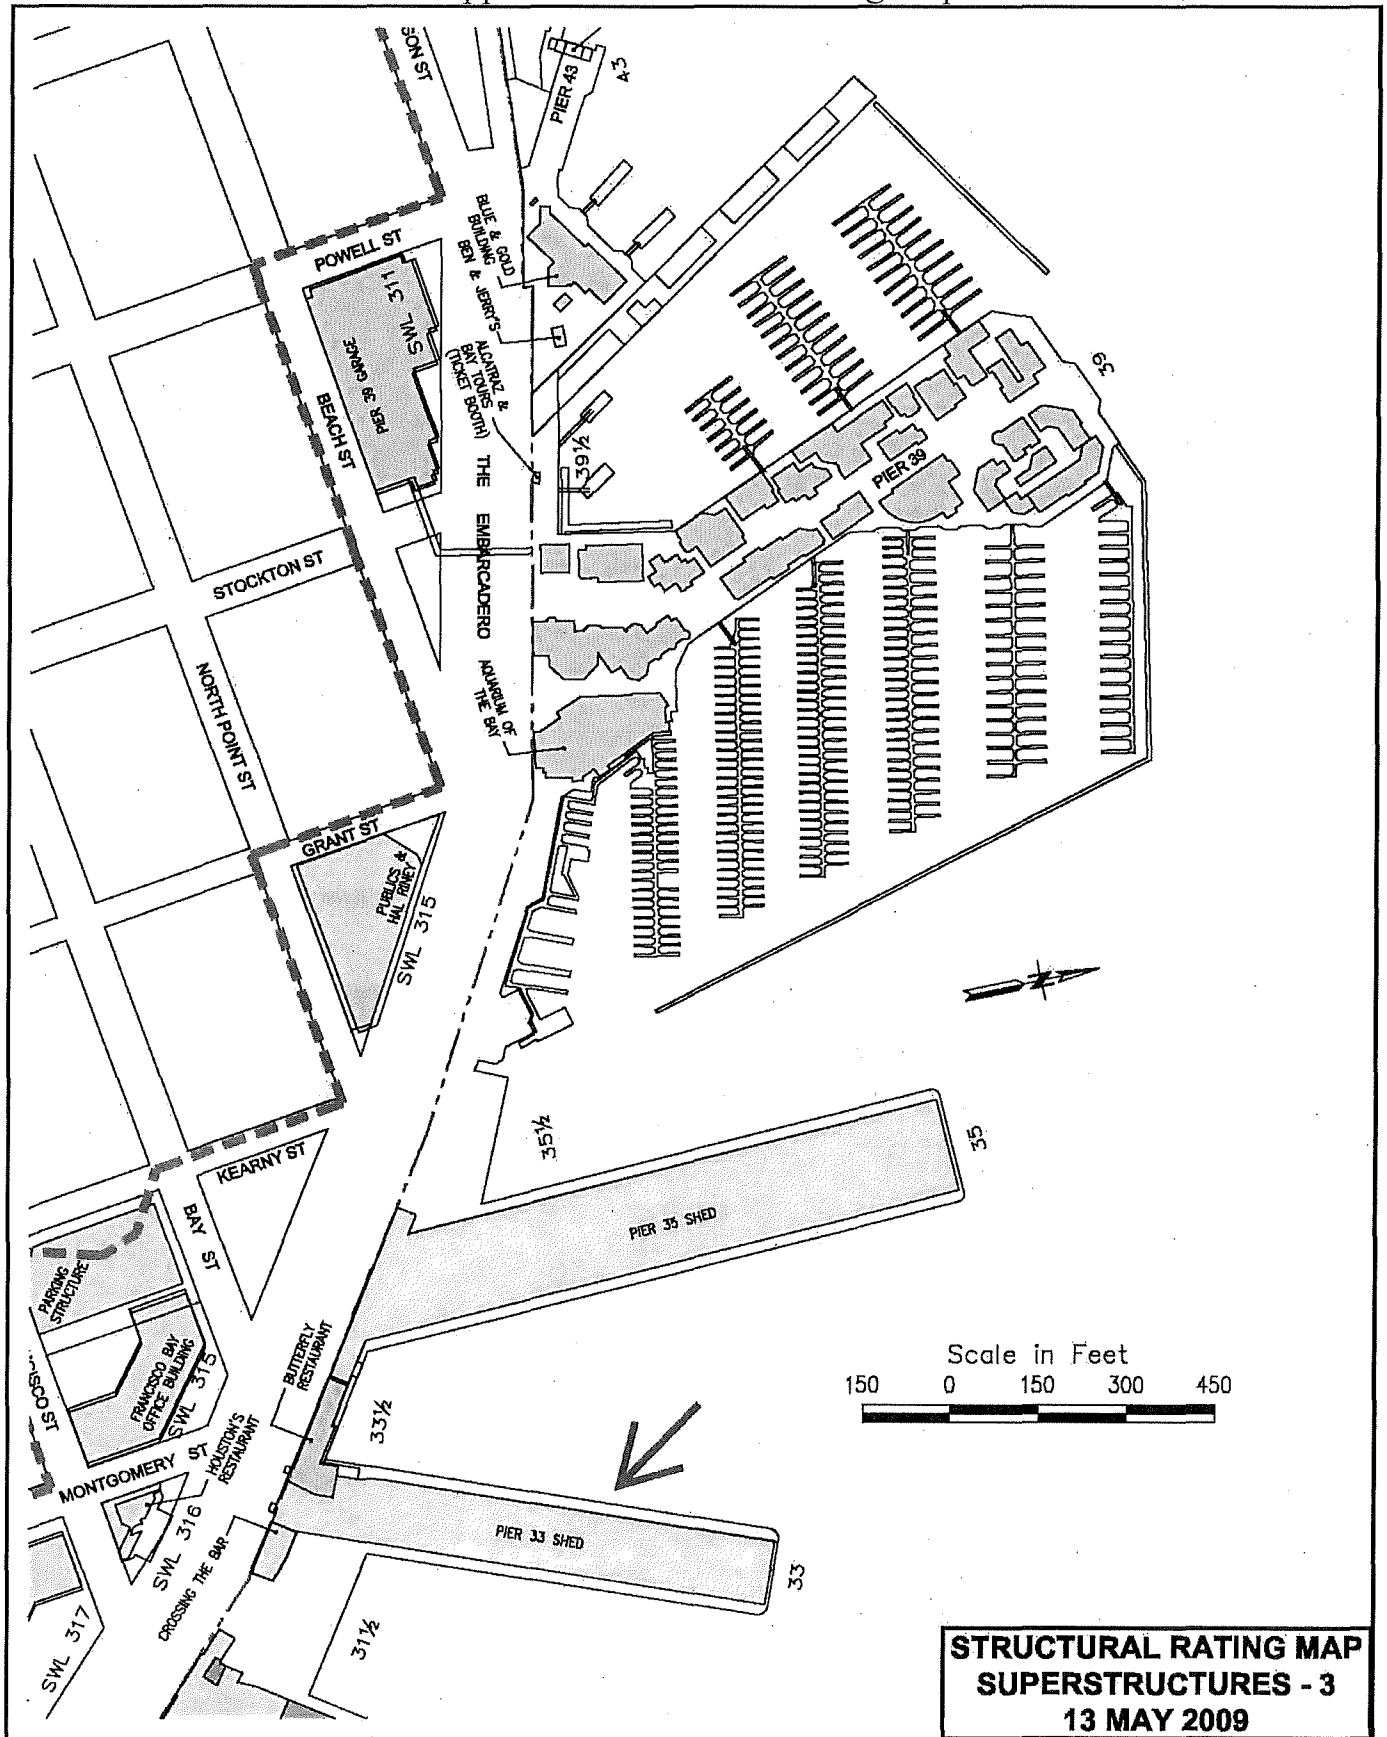 SON ST
PIER 43
43
POWELL ST
BLUE & GOLD
BUILDING
BEN & JERRY'S
SWL 311
PIER 39 GARAGE
ALCATRAZ &
BAY TOURS
(TICKET BOOTH)
BEACH ST
39½
39
PIER 39
THE EMBARCADERO
STOCKTON ST
NORTH POINT ST
AQUARIUM OF
THE BAY
GRANT ST
PUBLICS &
HAL RINEY
SWL 315
N
KEARNY ST
35½
35
BAY ST
PIER 35 SHED
PARKING
STRUCTURE
FRANCISCO BAY
OFFICE BUILDING
SWL 315
ISCO ST
BUTTERFLY
RESTAURANT
Scale in Feet
150 0 150 300 450
33½
HOUSTON'S
RESTAURANT
MONTGOMERY ST
SWL 316
PIER 33 SHED
33
CROSSING THE BAR
31½
SWL 317
STRUCTURAL RATING MAP
SUPERSTRUCTURES - 3
13 MAY 2009